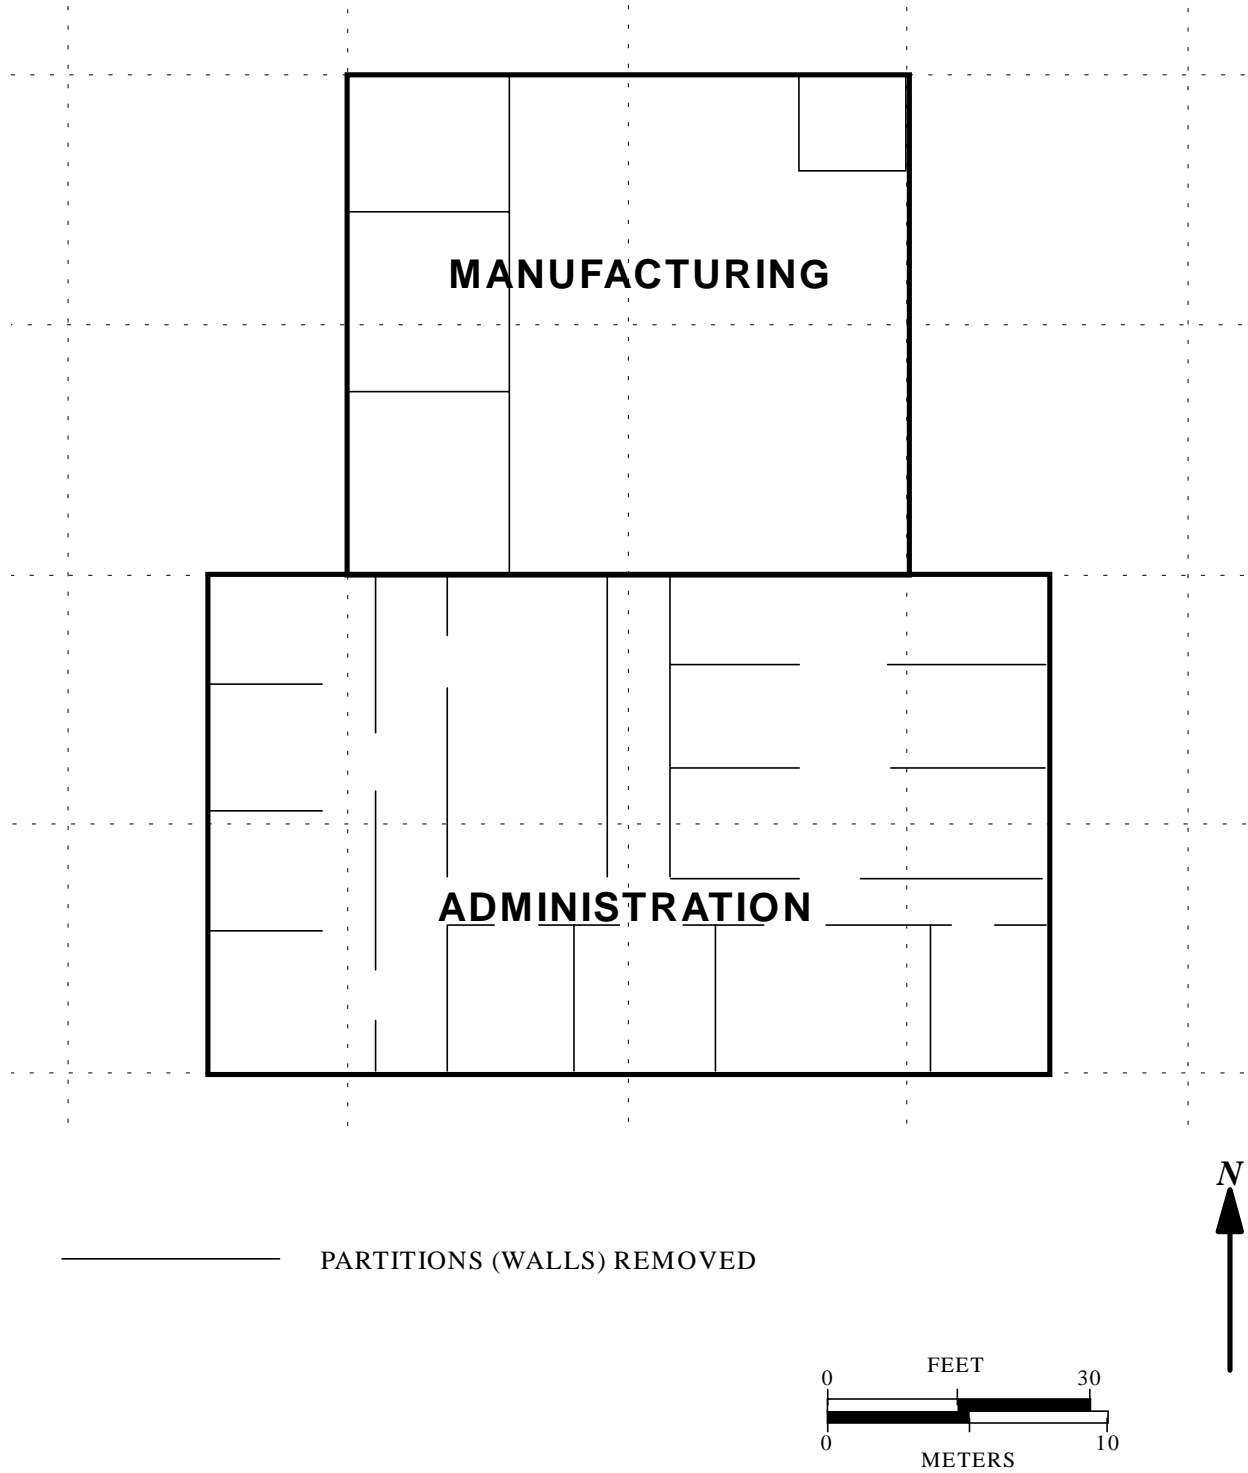 MANUFACTURING
ADMINISTRATION
N
PARTITIONS (WALLS) REMOVED
FEET
0 30
0 10
METERS